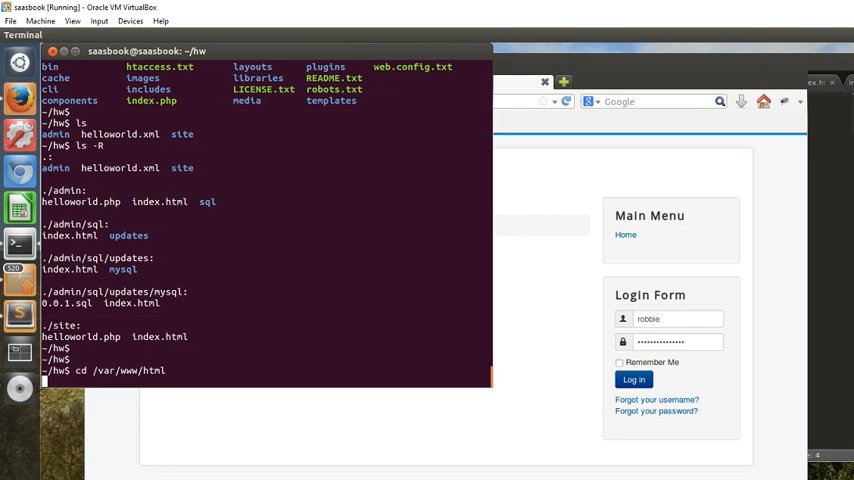 saasbook [Running] - Oracle VM VirtualBox
File Machine View Input Devices Help
Terminal
saasbook@saasbook: ~/hw
bin htaccess.txt layouts plugins web.config.txt
cache images libraries README.txt
cli includes LICENSE.txt robots.txt
components index.php media templates
~/hw$
~/hw$ ls
admin helloworld.xml site
~/hw$ ls -R
.:
admin helloworld.xml site
./admin:
helloworld.php index.html sql
./admin/sql:
index.html updates
./admin/sql/updates:
index.html mysql
./admin/sql/updates/mysql:
0.0.1.sql index.html
./site:
helloworld.php index.html
~/hw$
~/hw$
~/hw$ cd /var/www/html
520
Google
Main Menu
Home
Login Form
robbie
Remember Me
Log in
Forgot your username?
Forgot your password?
: 4